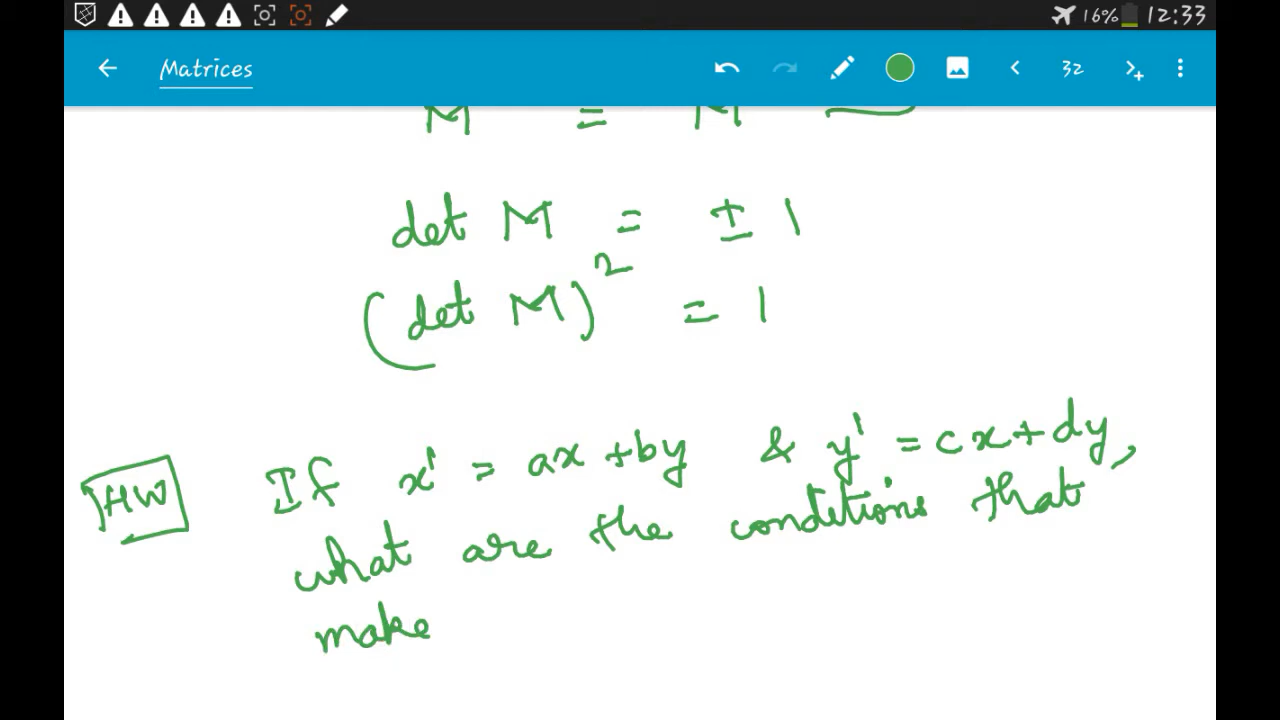 16% 12:33
Matrices 32
M = M
det M = ± 1
(det M)² = 1
HW If x' = ax + by & y' = cx + dy,
what are the conditions that
make